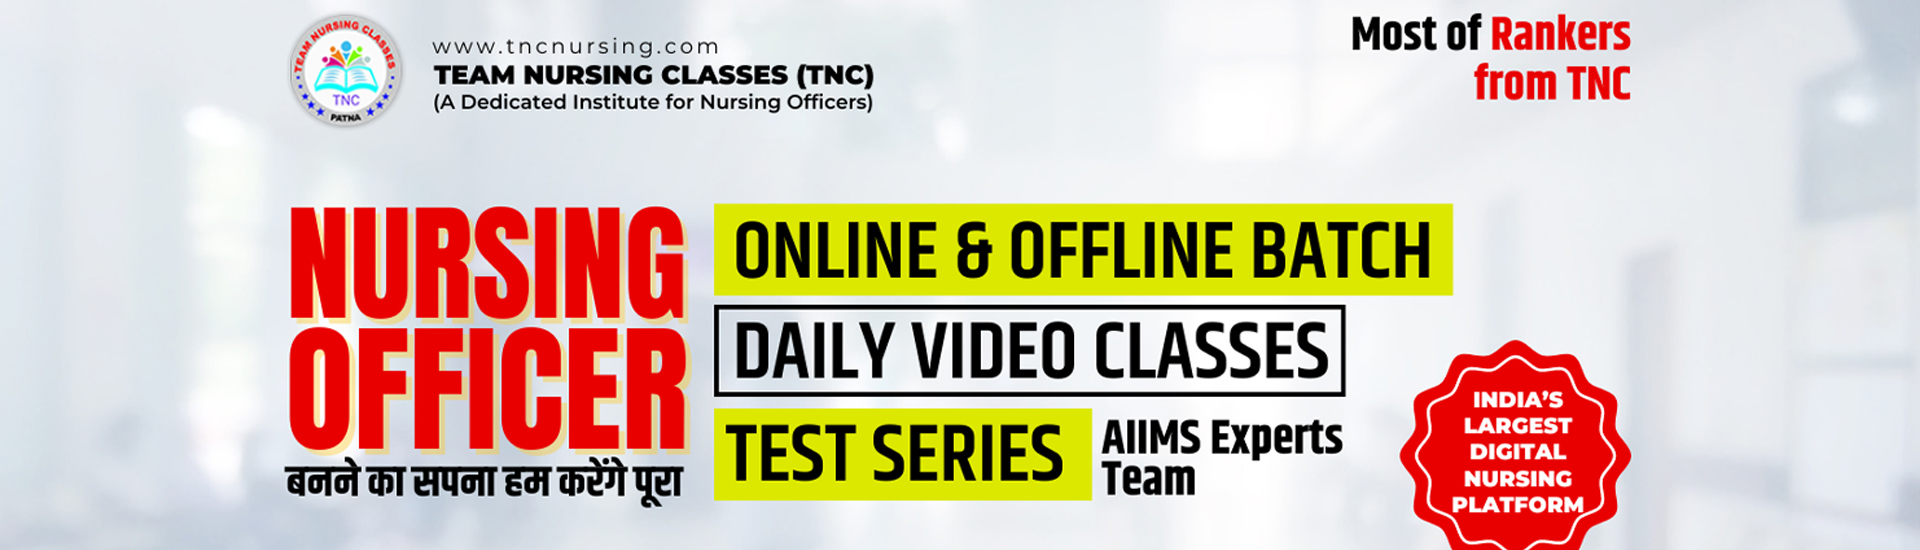 TEAM NURSING CLASSES
TNC
PATNA
www.tncnursing.com
TEAM NURSING CLASSES (TNC)
(A Dedicated Institute for Nursing Officers)
Most of Rankers
from TNC
NURSING
OFFICER
बनने का सपना हम करेंगे पूरा
ONLINE & OFFLINE BATCH
DAILY VIDEO CLASSES
TEST SERIES
AIIMS Experts
Team
INDIA'S
LARGEST
DIGITAL
NURSING
PLATFORM